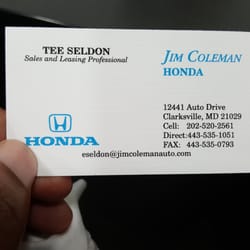 TEE SELDON
Sales and Leasing Professional
JIM COLEMAN
HONDA
12441 Auto Drive
Clarksville, MD 21029
Cell: 202-520-2561
Direct:443-535-1051
FAX: 443-535-0793
HONDA
eseldon@jimcolemanauto.com